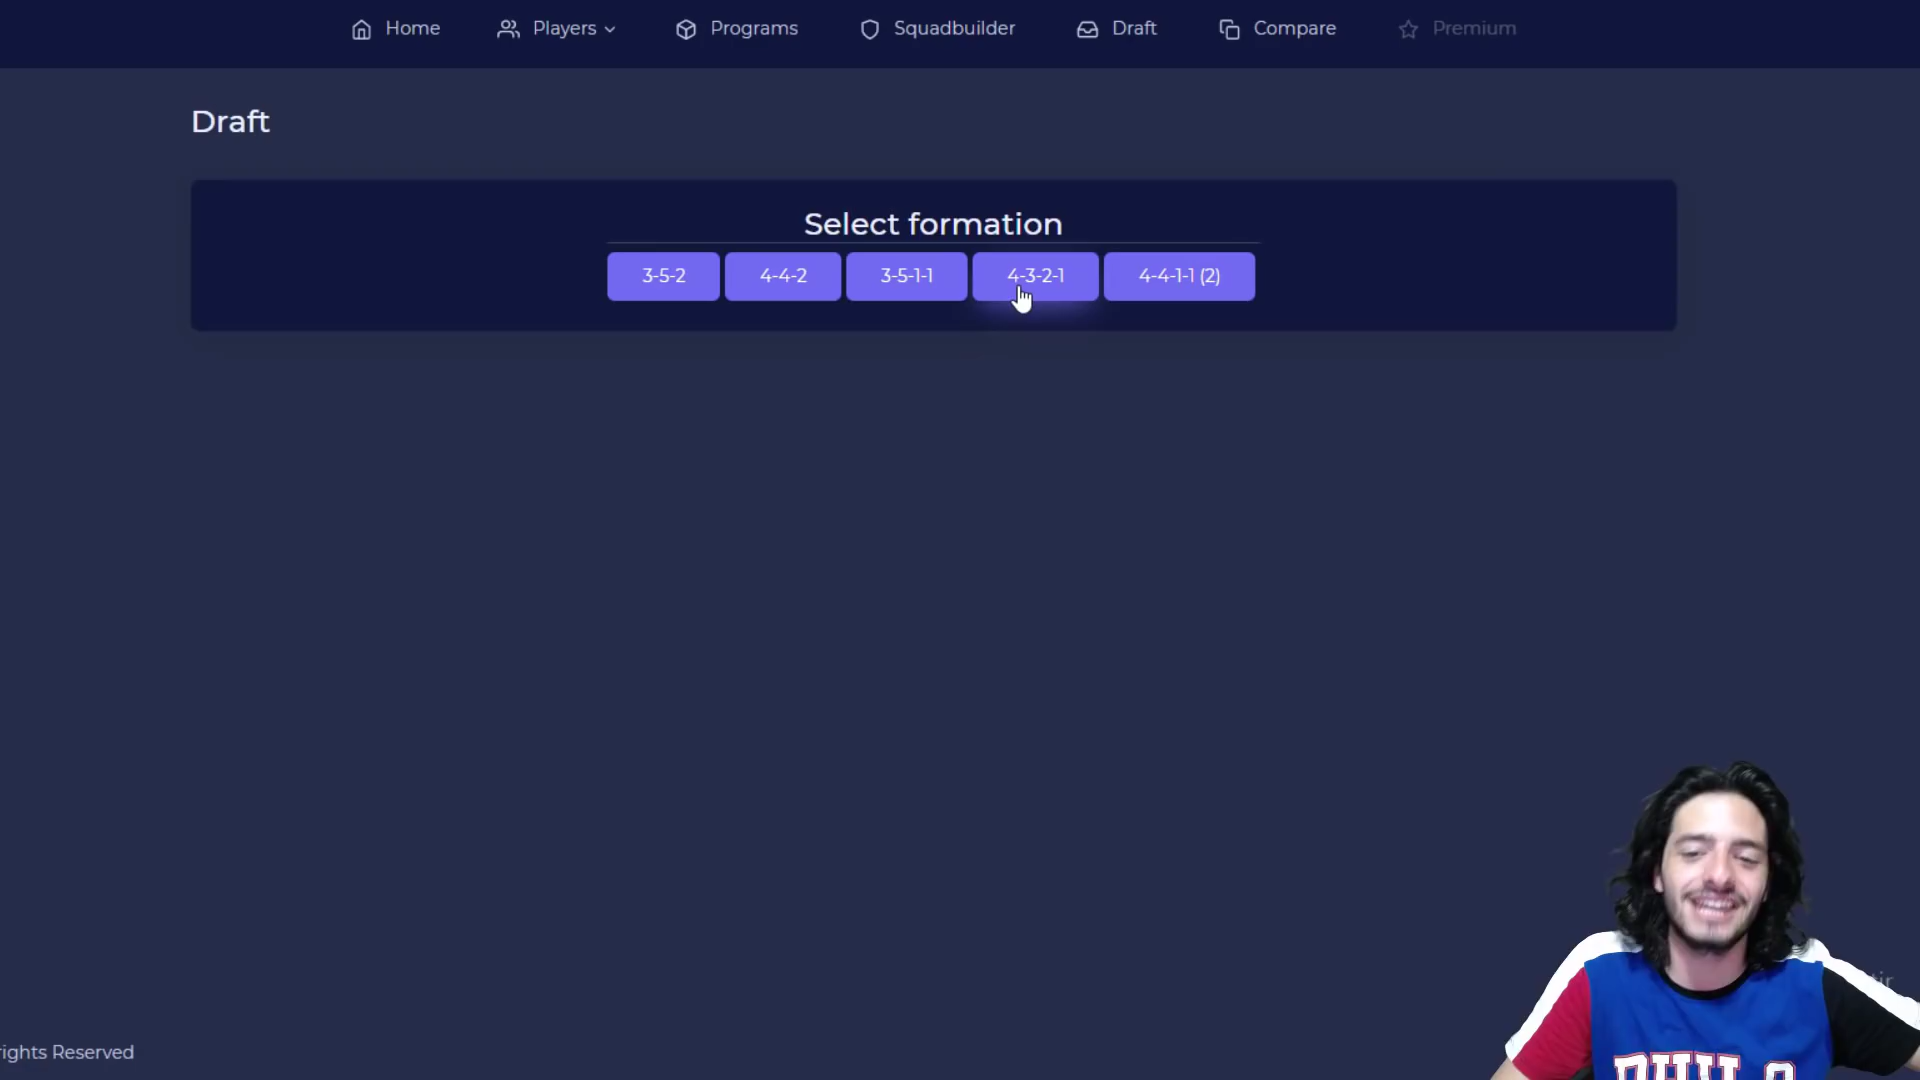 Home Players Programs Squadbuilder Draft Compare Premium
Draft
Select formation
3-5-2 4-4-2 3-5-1-1 4-3-2-1 4-4-1-1 (2)
rights Reserved